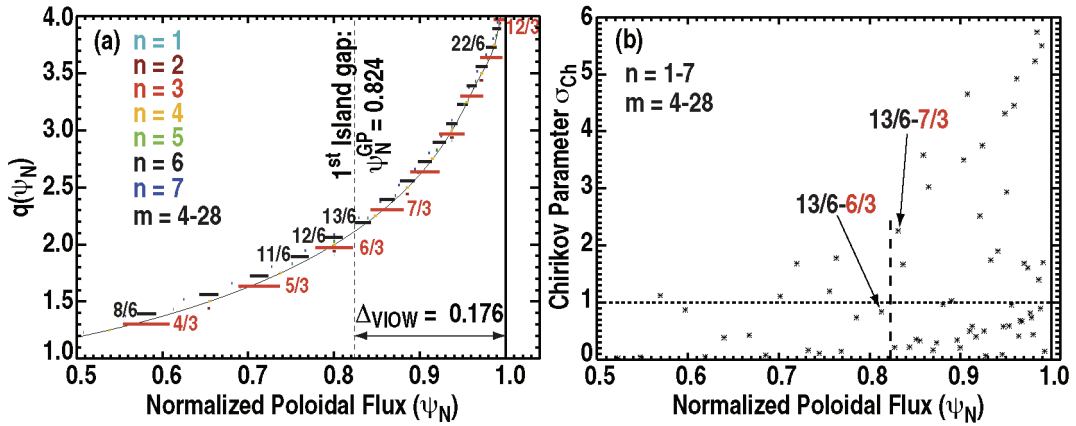 (a)
n = 1
n = 2
n = 3
n = 4
n = 5
n = 6
n = 7
m = 4-28
q(ψN)
4.0
3.5
3.0
2.5
2.0
1.5
1.0
1st Island gap:
ψN^GP = 0.824
12/3
22/6
13/6
7/3
12/6
6/3
11/6
5/3
8/6
4/3
ΔVIOW = 0.176
0.5 0.6 0.7 0.8 0.9 1.0
Normalized Poloidal Flux (ψN)
(b)
n = 1-7
m = 4-28
Chirikov Parameter σCh
6
5
4
3
2
1
0
13/6-7/3
13/6-6/3
0.5 0.6 0.7 0.8 0.9 1.0
Normalized Poloidal Flux (ψN)